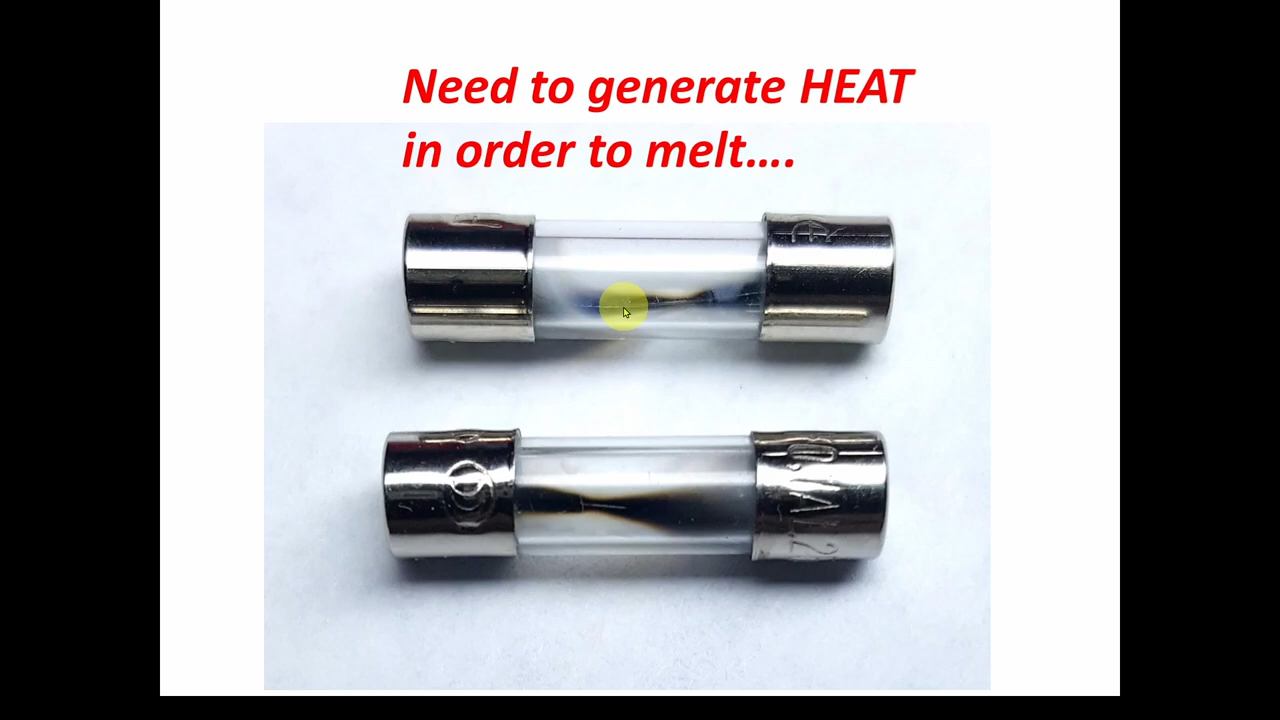 Need to generate HEAT
in order to melt....